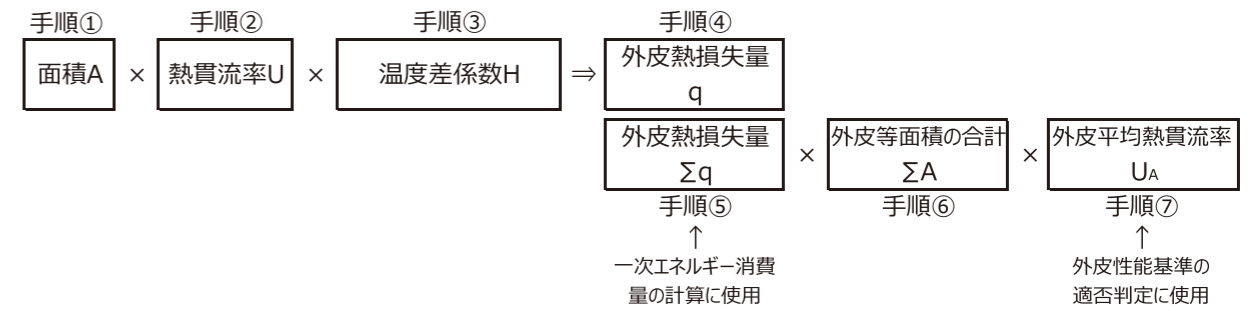 手順① 手順② 手順③ 手順④
面積A × 熱貫流率U × 温度差係数H ⇒ 外皮熱損失量
q
外皮熱損失量 × 外皮等面積の合計 × 外皮平均熱貫流率
∑q ∑A UA
手順⑤ 手順⑥ 手順⑦
↑ ↑
一次エネルギー消費 外皮性能基準の
量の計算に使用 適否判定に使用